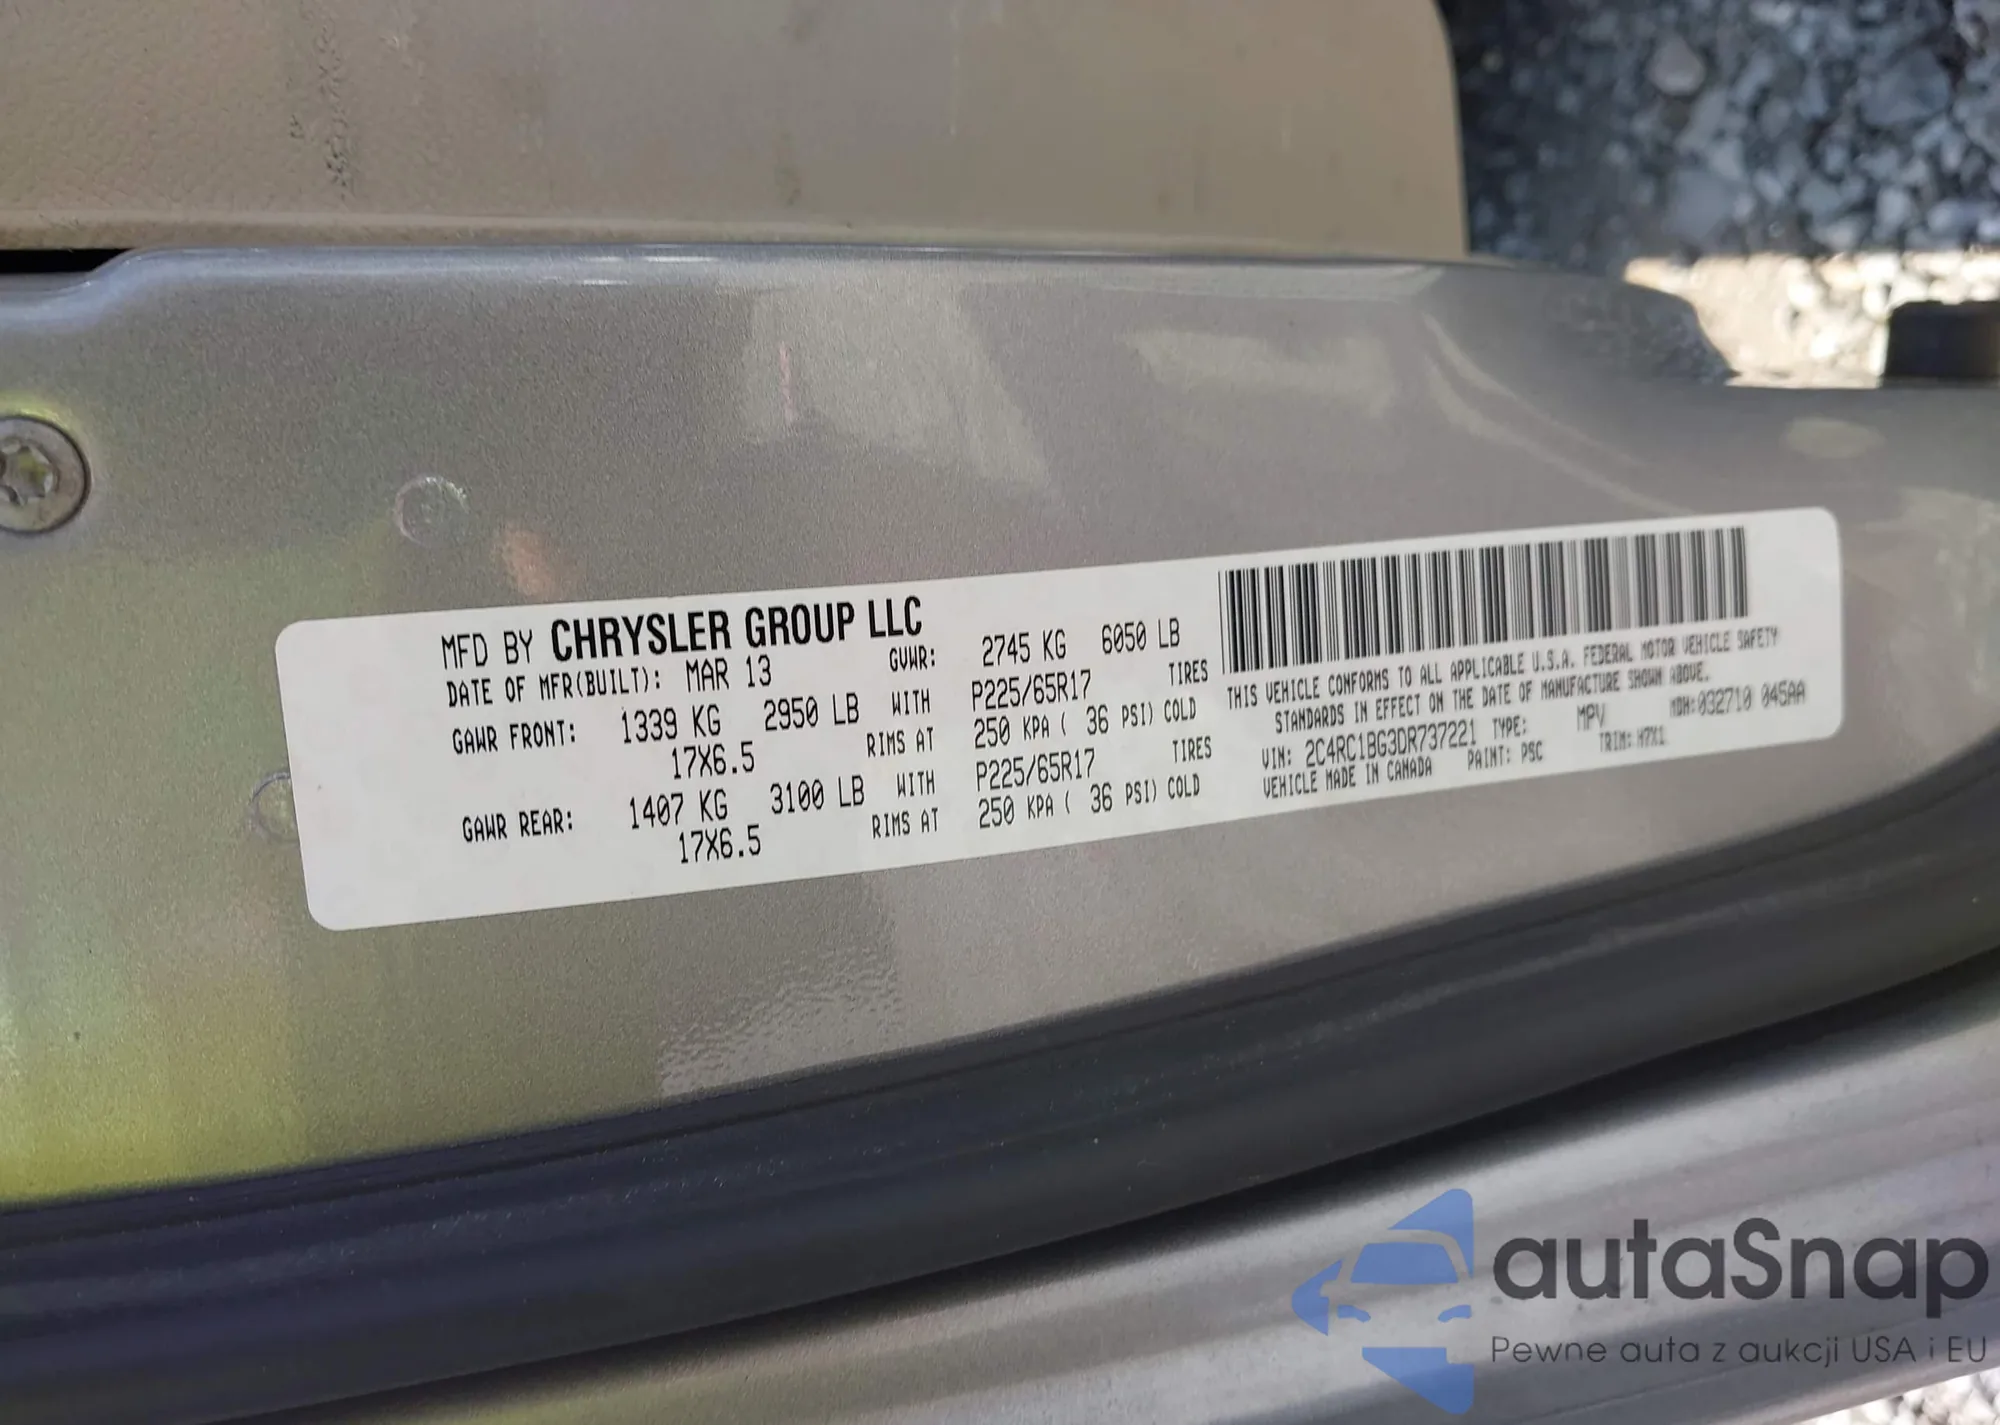 MFD BY CHRYSLER GROUP LLC
DATE OF MFR(BUILT): MAR 13 GVWR: 2745 KG 6050 LB
GAWR FRONT: 1339 KG 2950 LB WITH P225/65R17 TIRES
17X6.5 RIMS AT 250 KPA ( 36 PSI) COLD
GAWR REAR: 1407 KG 3100 LB WITH P225/65R17 TIRES
17X6.5 RIMS AT 250 KPA ( 36 PSI) COLD
THIS VEHICLE CONFORMS TO ALL APPLICABLE U.S.A. FEDERAL MOTOR VEHICLE SAFETY
STANDARDS IN EFFECT ON THE DATE OF MANUFACTURE SHOWN ABOVE.
VIN: 2C4RC1BG3DR737221 TYPE: MPV MDH:032710 045AA
VEHICLE MADE IN CANADA PAINT: PSC TRIM:
autaSnap
Pewne auta z aukcji USA i EU